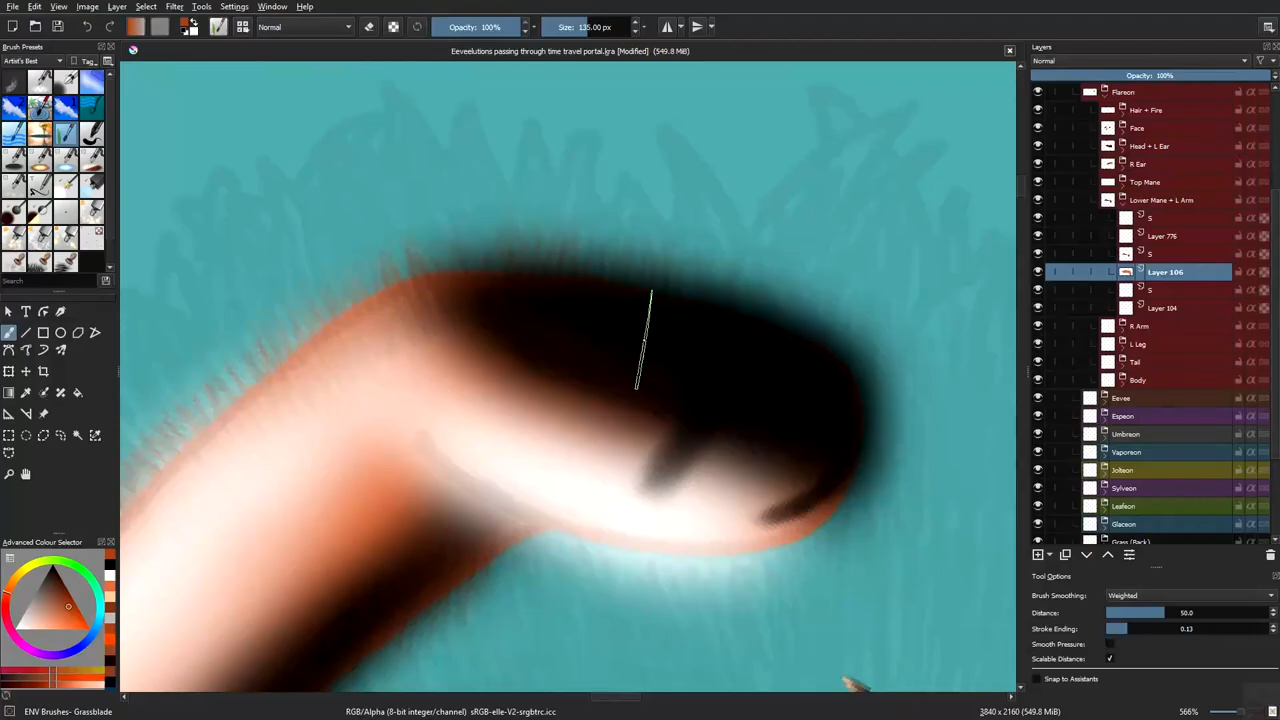 File Edit View Image Layer Select Filter Tools Settings Window Help
Normal
Opacity: 100%
Size: 135.00 px
Brush Presets
Eeveelutions passing through time travel portal.kra [Modified] (549.8 MiB)
Layers
Artist's Best
Tag
Normal
Opacity: 100%
Flareon
Hair + Fire
Face
Head + L Ear
R Ear
Top Mane
Lower Mane + L Arm
S
Layer 776
S
Layer 106
S
Layer 104
R Arm
L Leg
Tail
Body
Eevee
Espeon
Umbreon
Vaporeon
Jolteon
Sylveon
Leafeon
Glaceon
Grass (Back)
Search
Advanced Colour Selector
Tool Options
Brush Smoothing: Weighted
Distance: 50.0
Stroke Ending: 0.13
Smooth Pressure:
Scalable Distance:
Snap to Assistants
ENV Brushes- Grassblade
RGB/Alpha (8-bit integer/channel) sRGB-elle-V2-srgbtrc.icc
3840 x 2160 (549.8 MiB)
566%